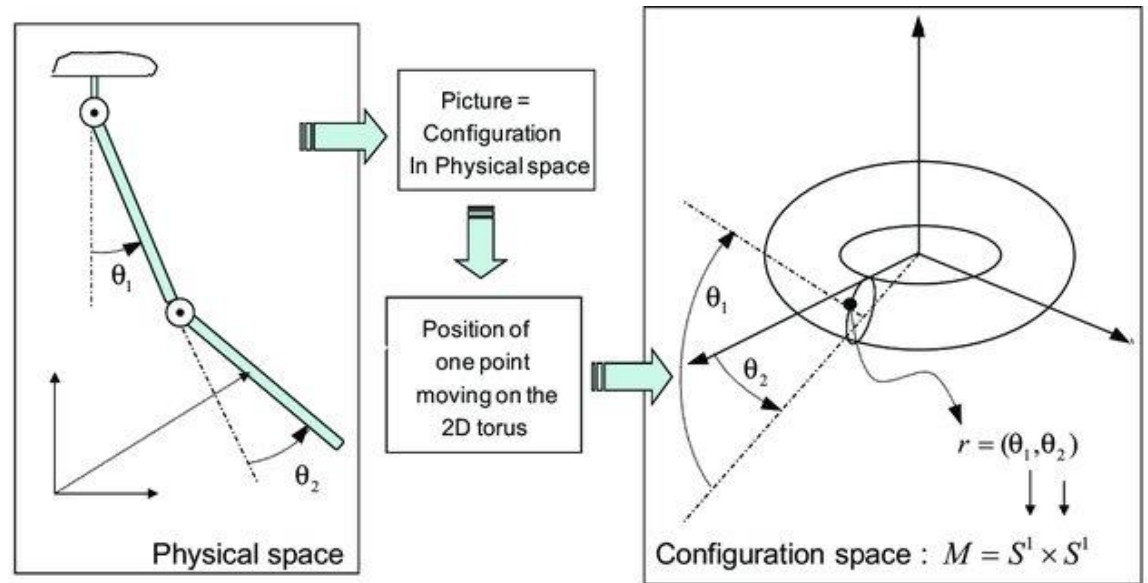 θ₁
θ₂
Physical space
Picture =
Configuration
In Physical space
Position of
one point
moving on the
2D torus
θ₁
θ₂
r = (θ₁,θ₂)
Configuration space : M = S¹ × S¹